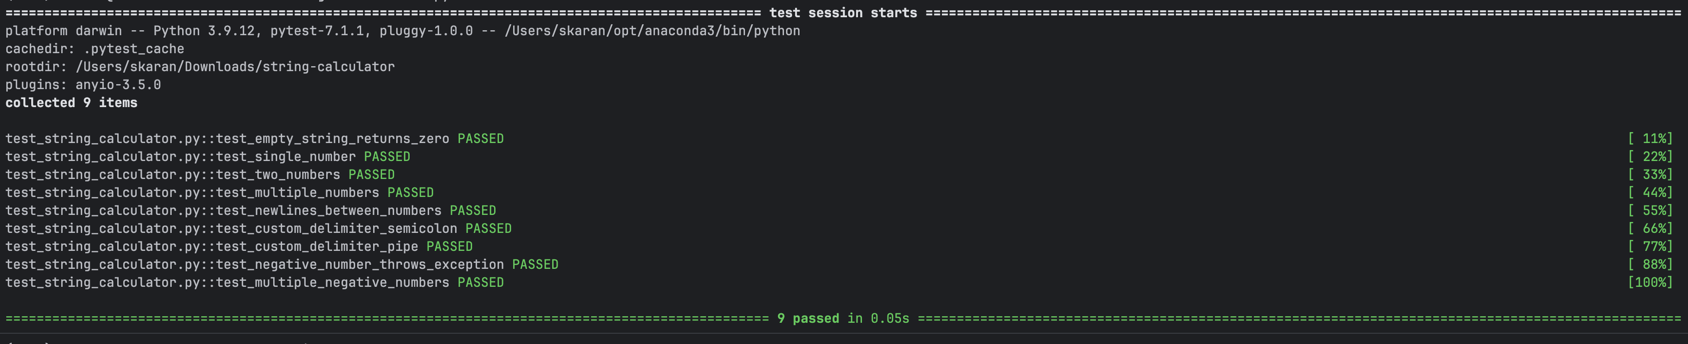 ============================== test session starts ==============================
platform darwin -- Python 3.9.12, pytest-7.1.1, pluggy-1.0.0 -- /Users/skaran/opt/anaconda3/bin/python
cachedir: .pytest_cache
rootdir: /Users/skaran/Downloads/string-calculator
plugins: anyio-3.5.0
collected 9 items
test_string_calculator.py::test_empty_string_returns_zero PASSED [ 11%]
test_string_calculator.py::test_single_number PASSED [ 22%]
test_string_calculator.py::test_two_numbers PASSED [ 33%]
test_string_calculator.py::test_multiple_numbers PASSED [ 44%]
test_string_calculator.py::test_newlines_between_numbers PASSED [ 55%]
test_string_calculator.py::test_custom_delimiter_semicolon PASSED [ 66%]
test_string_calculator.py::test_custom_delimiter_pipe PASSED [ 77%]
test_string_calculator.py::test_negative_number_throws_exception PASSED [ 88%]
test_string_calculator.py::test_multiple_negative_numbers PASSED [100%]
============================== 9 passed in 0.05s ==============================